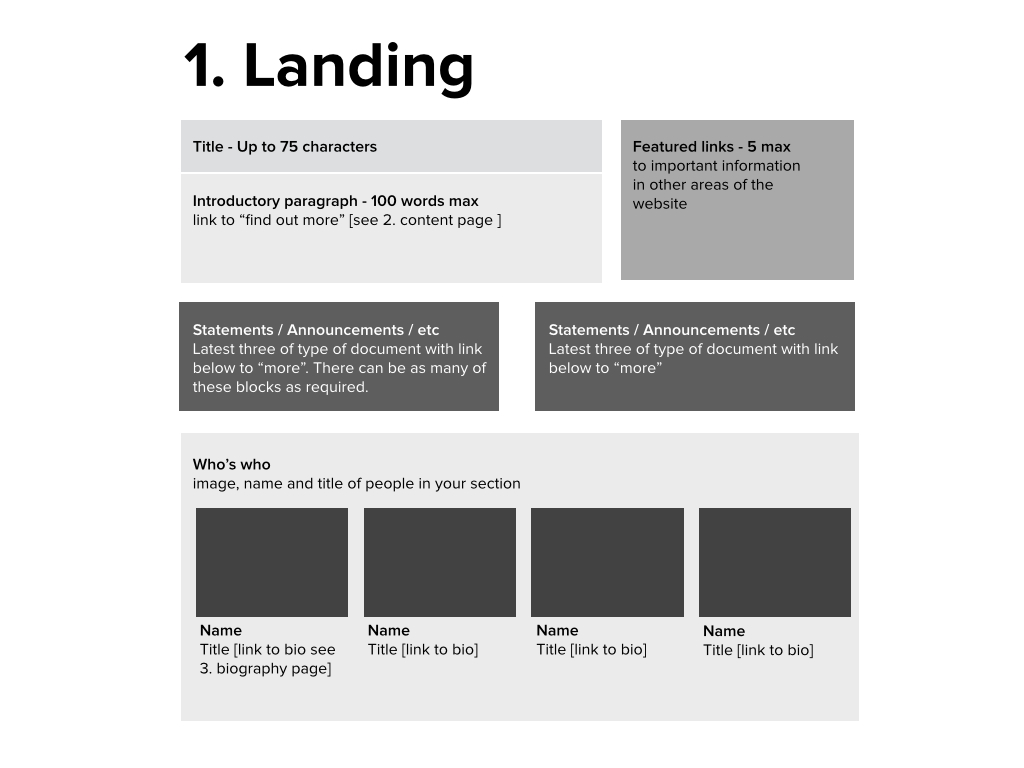 1. Landing
Title - Up to 75 characters
Introductory paragraph - 100 words max
link to “find out more” [see 2. content page ]
Featured links - 5 max
to important information
in other areas of the
website
Statements / Announcements / etc
Latest three of type of document with link
below to “more”. There can be as many of
these blocks as required.
Statements / Announcements / etc
Latest three of type of document with link
below to “more”
Who’s who
image, name and title of people in your section
Name
Title [link to bio see
3. biography page]
Name
Title [link to bio]
Name
Title [link to bio]
Name
Title [link to bio]